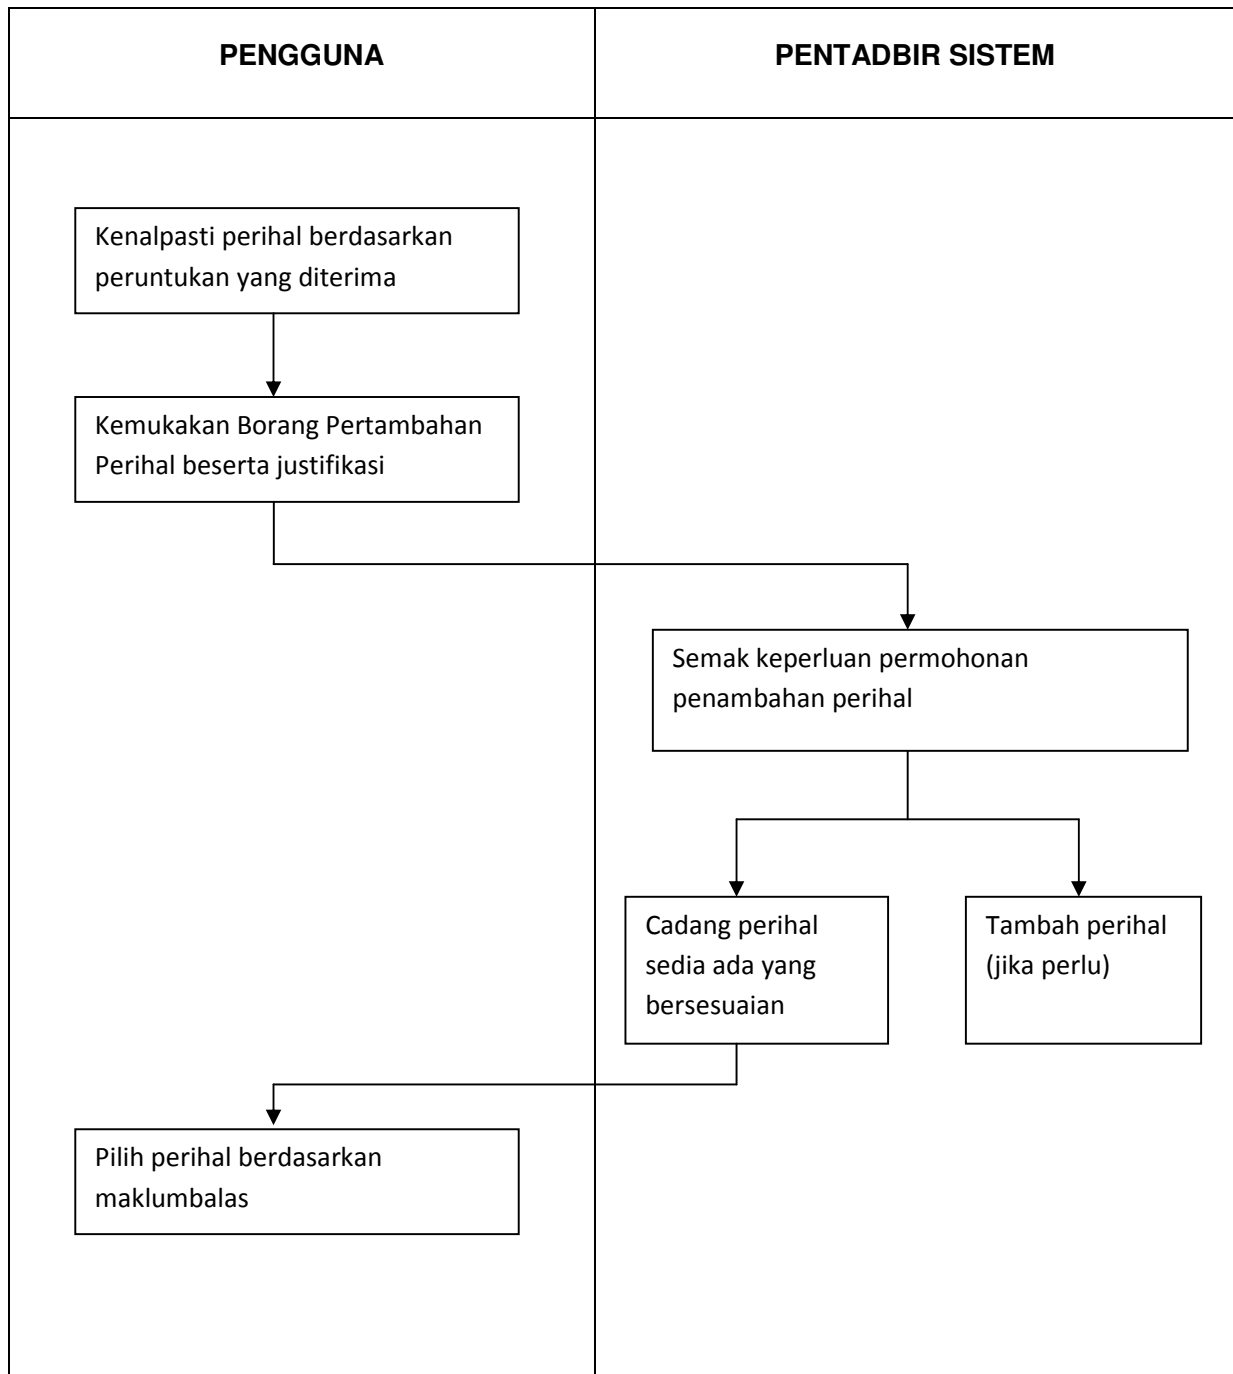 PENGGUNA
PENTADBIR SISTEM
Kenalpasti perihal berdasarkan
peruntukan yang diterima
Kemukakan Borang Pertambahan
Perihal beserta justifikasi
Semak keperluan permohonan
penambahan perihal
Cadang perihal
sedia ada yang
bersesuaian
Tambah perihal
(jika perlu)
Pilih perihal berdasarkan
maklumbalas